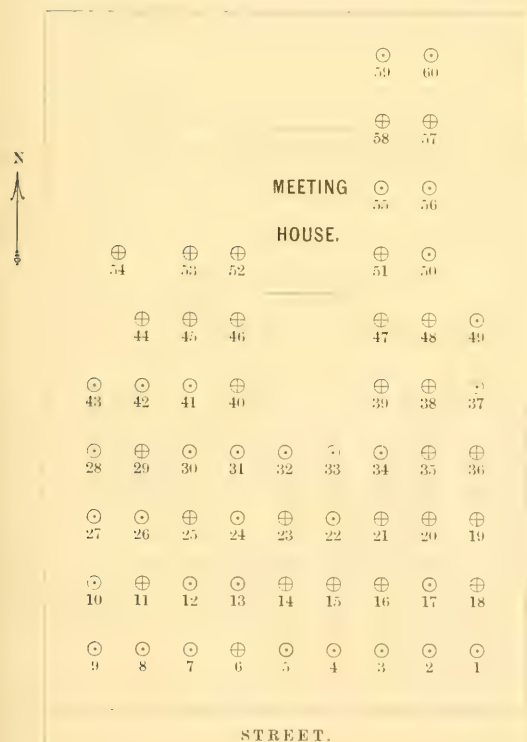 ⊙ ⊙
59 60
⊕ ⊕
58 57
N
MEETING ⊙ ⊙
55 56
HOUSE.
⊕ ⊕ ⊕ ⊕ ⊙
54 53 52 51 50
⊕ ⊕ ⊕ ⊕ ⊕ ⊙
44 45 46 47 48 49
⊙ ⊙ ⊙ ⊕ ⊕ ⊕ ⊙
43 42 41 40 39 38 37
⊙ ⊕ ⊙ ⊙ ⊙ ⊙ ⊙ ⊕ ⊕
28 29 30 31 32 33 34 35 36
⊙ ⊙ ⊕ ⊙ ⊕ ⊙ ⊕ ⊕ ⊕
27 26 25 24 23 22 21 20 19
⊙ ⊕ ⊙ ⊙ ⊕ ⊕ ⊕ ⊙ ⊕
10 11 12 13 14 15 16 17 18
⊙ ⊙ ⊙ ⊕ ⊙ ⊙ ⊙ ⊙ ⊙
9 8 7 6 5 4 3 2 1
STREET.